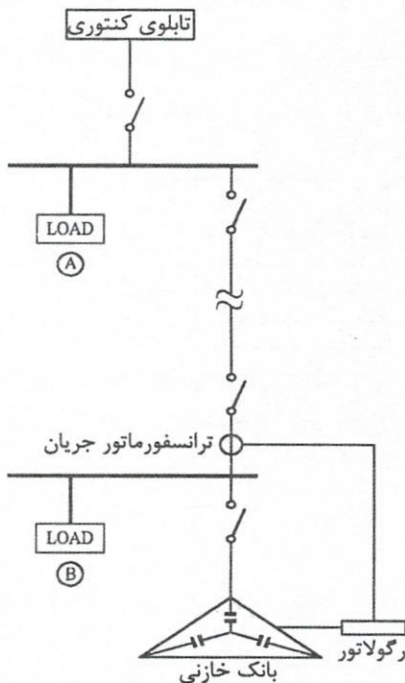 تابلوی کنتوری
LOAD
A
ترانسفورماتور جریان
LOAD
B
رگولاتور
بانک خازنی